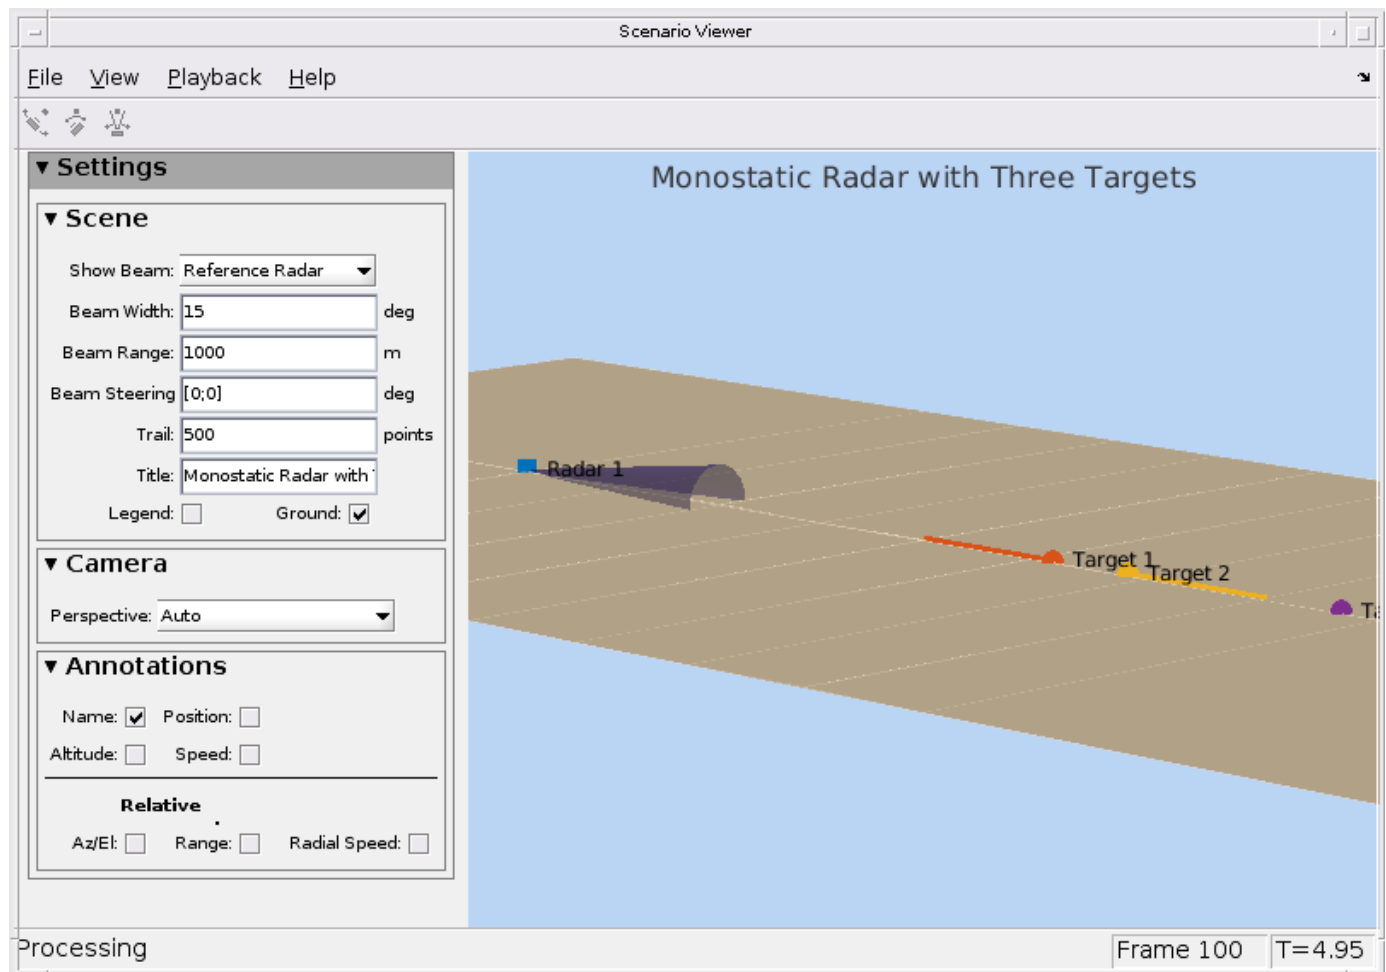 Scenario Viewer
File View Playback Help
Settings
Monostatic Radar with Three Targets
Scene
Show Beam: Reference Radar
Beam Width: 15 deg
Beam Range: 1000 m
Beam Steering [0;0] deg
Trail: 500 points
Title: Monostatic Radar with
Legend: Ground:
Radar 1
Target 1
Target 2
Camera
Perspective: Auto
Annotations
Name: Position:
Altitude: Speed:
Relative
Az/El: Range: Radial Speed:
Processing Frame 100 T=4.95